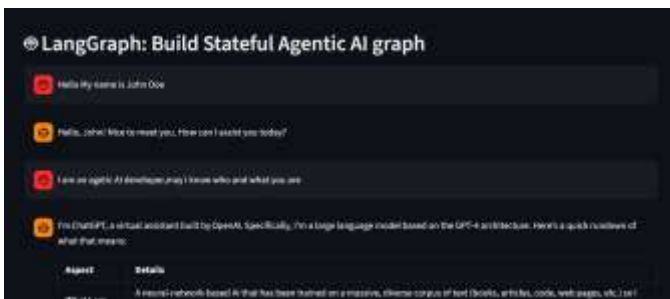 LangGraph: Build Stateful Agentic AI graph
Hello My name is John Doe
Hello, John! Nice to meet you. How can I assist you today?
I am an agetic AI developer,may I know who and what you are
I'm ChatGPT, a virtual assistant built by OpenAI. Specifically, I'm a large language model based on the GPT-4 architecture. Here's a quick rundown of
what that means:
Aspect Details
A neural-network-based AI that has been trained on a massive, diverse corpus of text (books, articles, code, web pages, etc.) so I